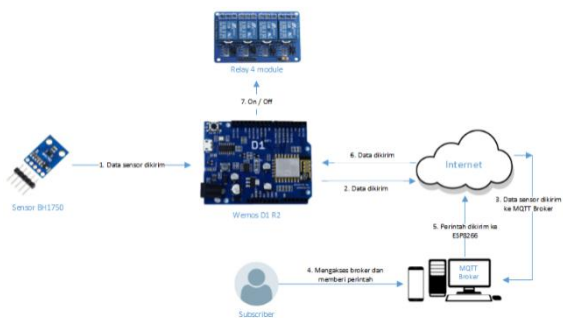 Relay 4 module
7. On / Off
D1
1. Data sensor dikirim
6. Data dikirim
Internet
2. Data dikirim
Sensor BH1750
Wemos D1 R2
3. Data sensor dikirim
ke MQTT Broker
5. Perintah dikirim ke
ESP8266
4. Mengakses broker dan
memberi perintah
MQTT
Broker
Subscriber